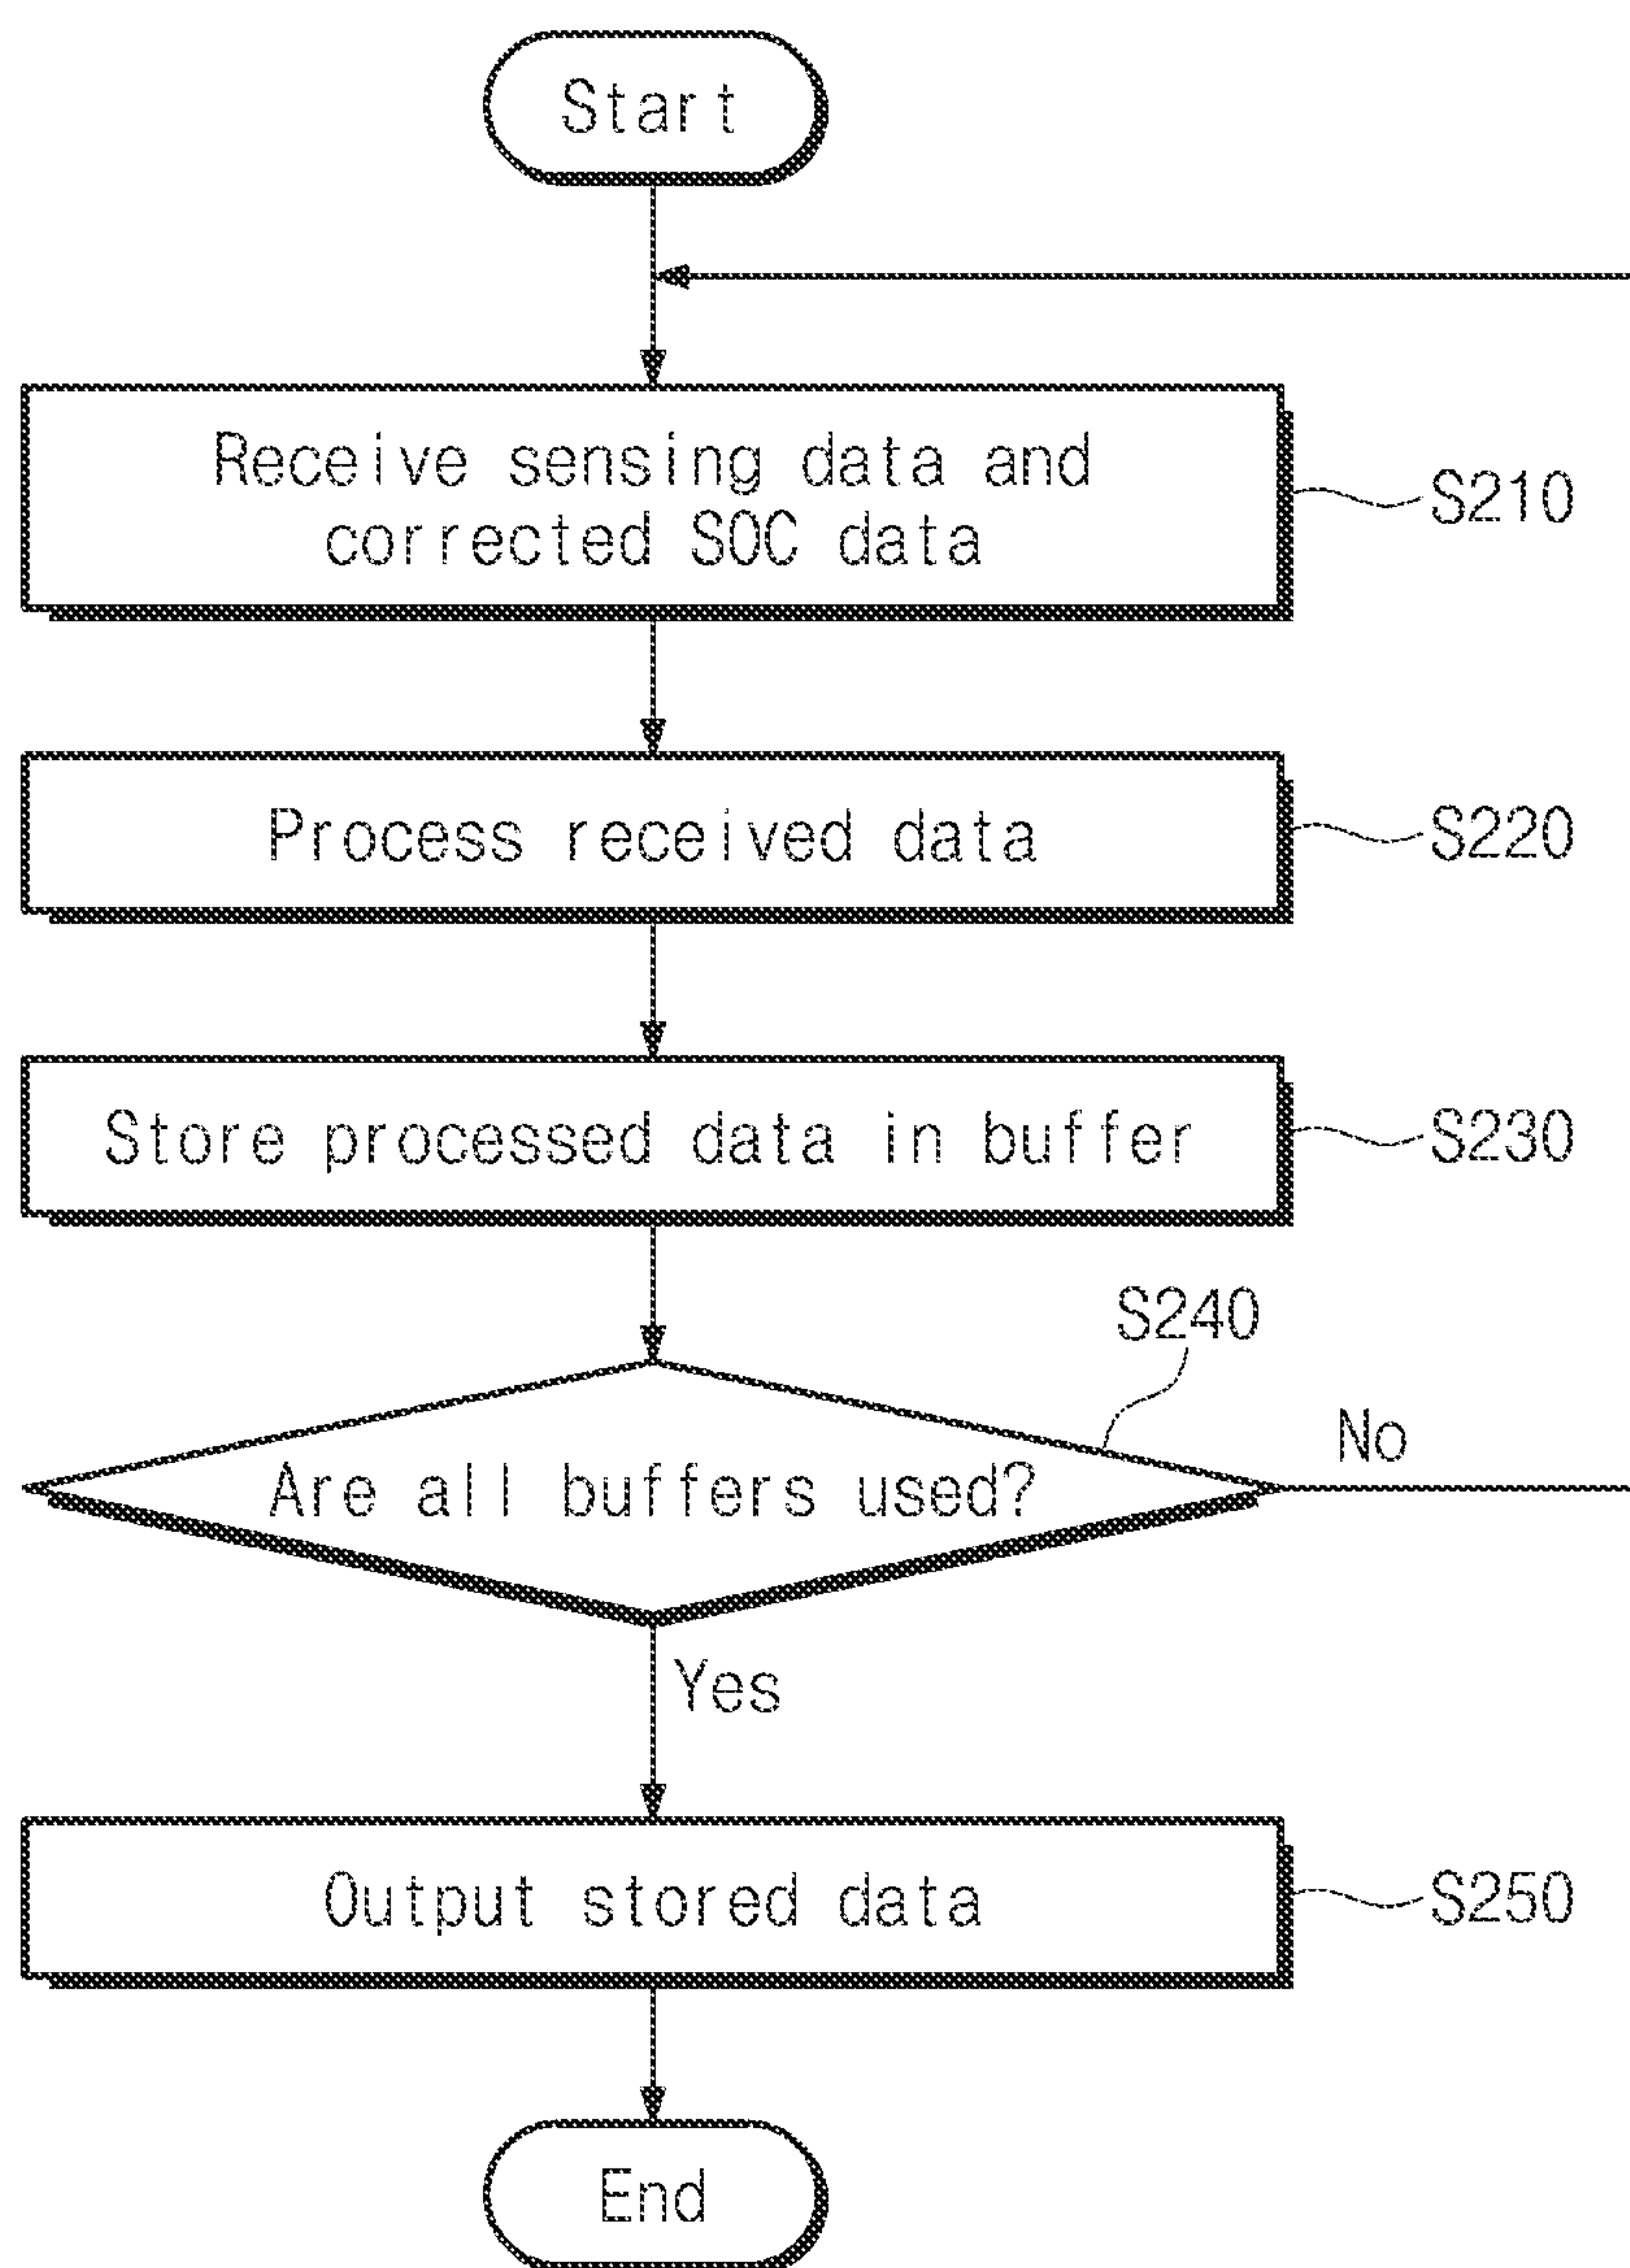 Start
Receive sensing data and
corrected SOC data
S210
Process received data
S220
Store processed data in buffer
S230
S240
Are all buffers used?
No
Yes
Output stored data
S250
End